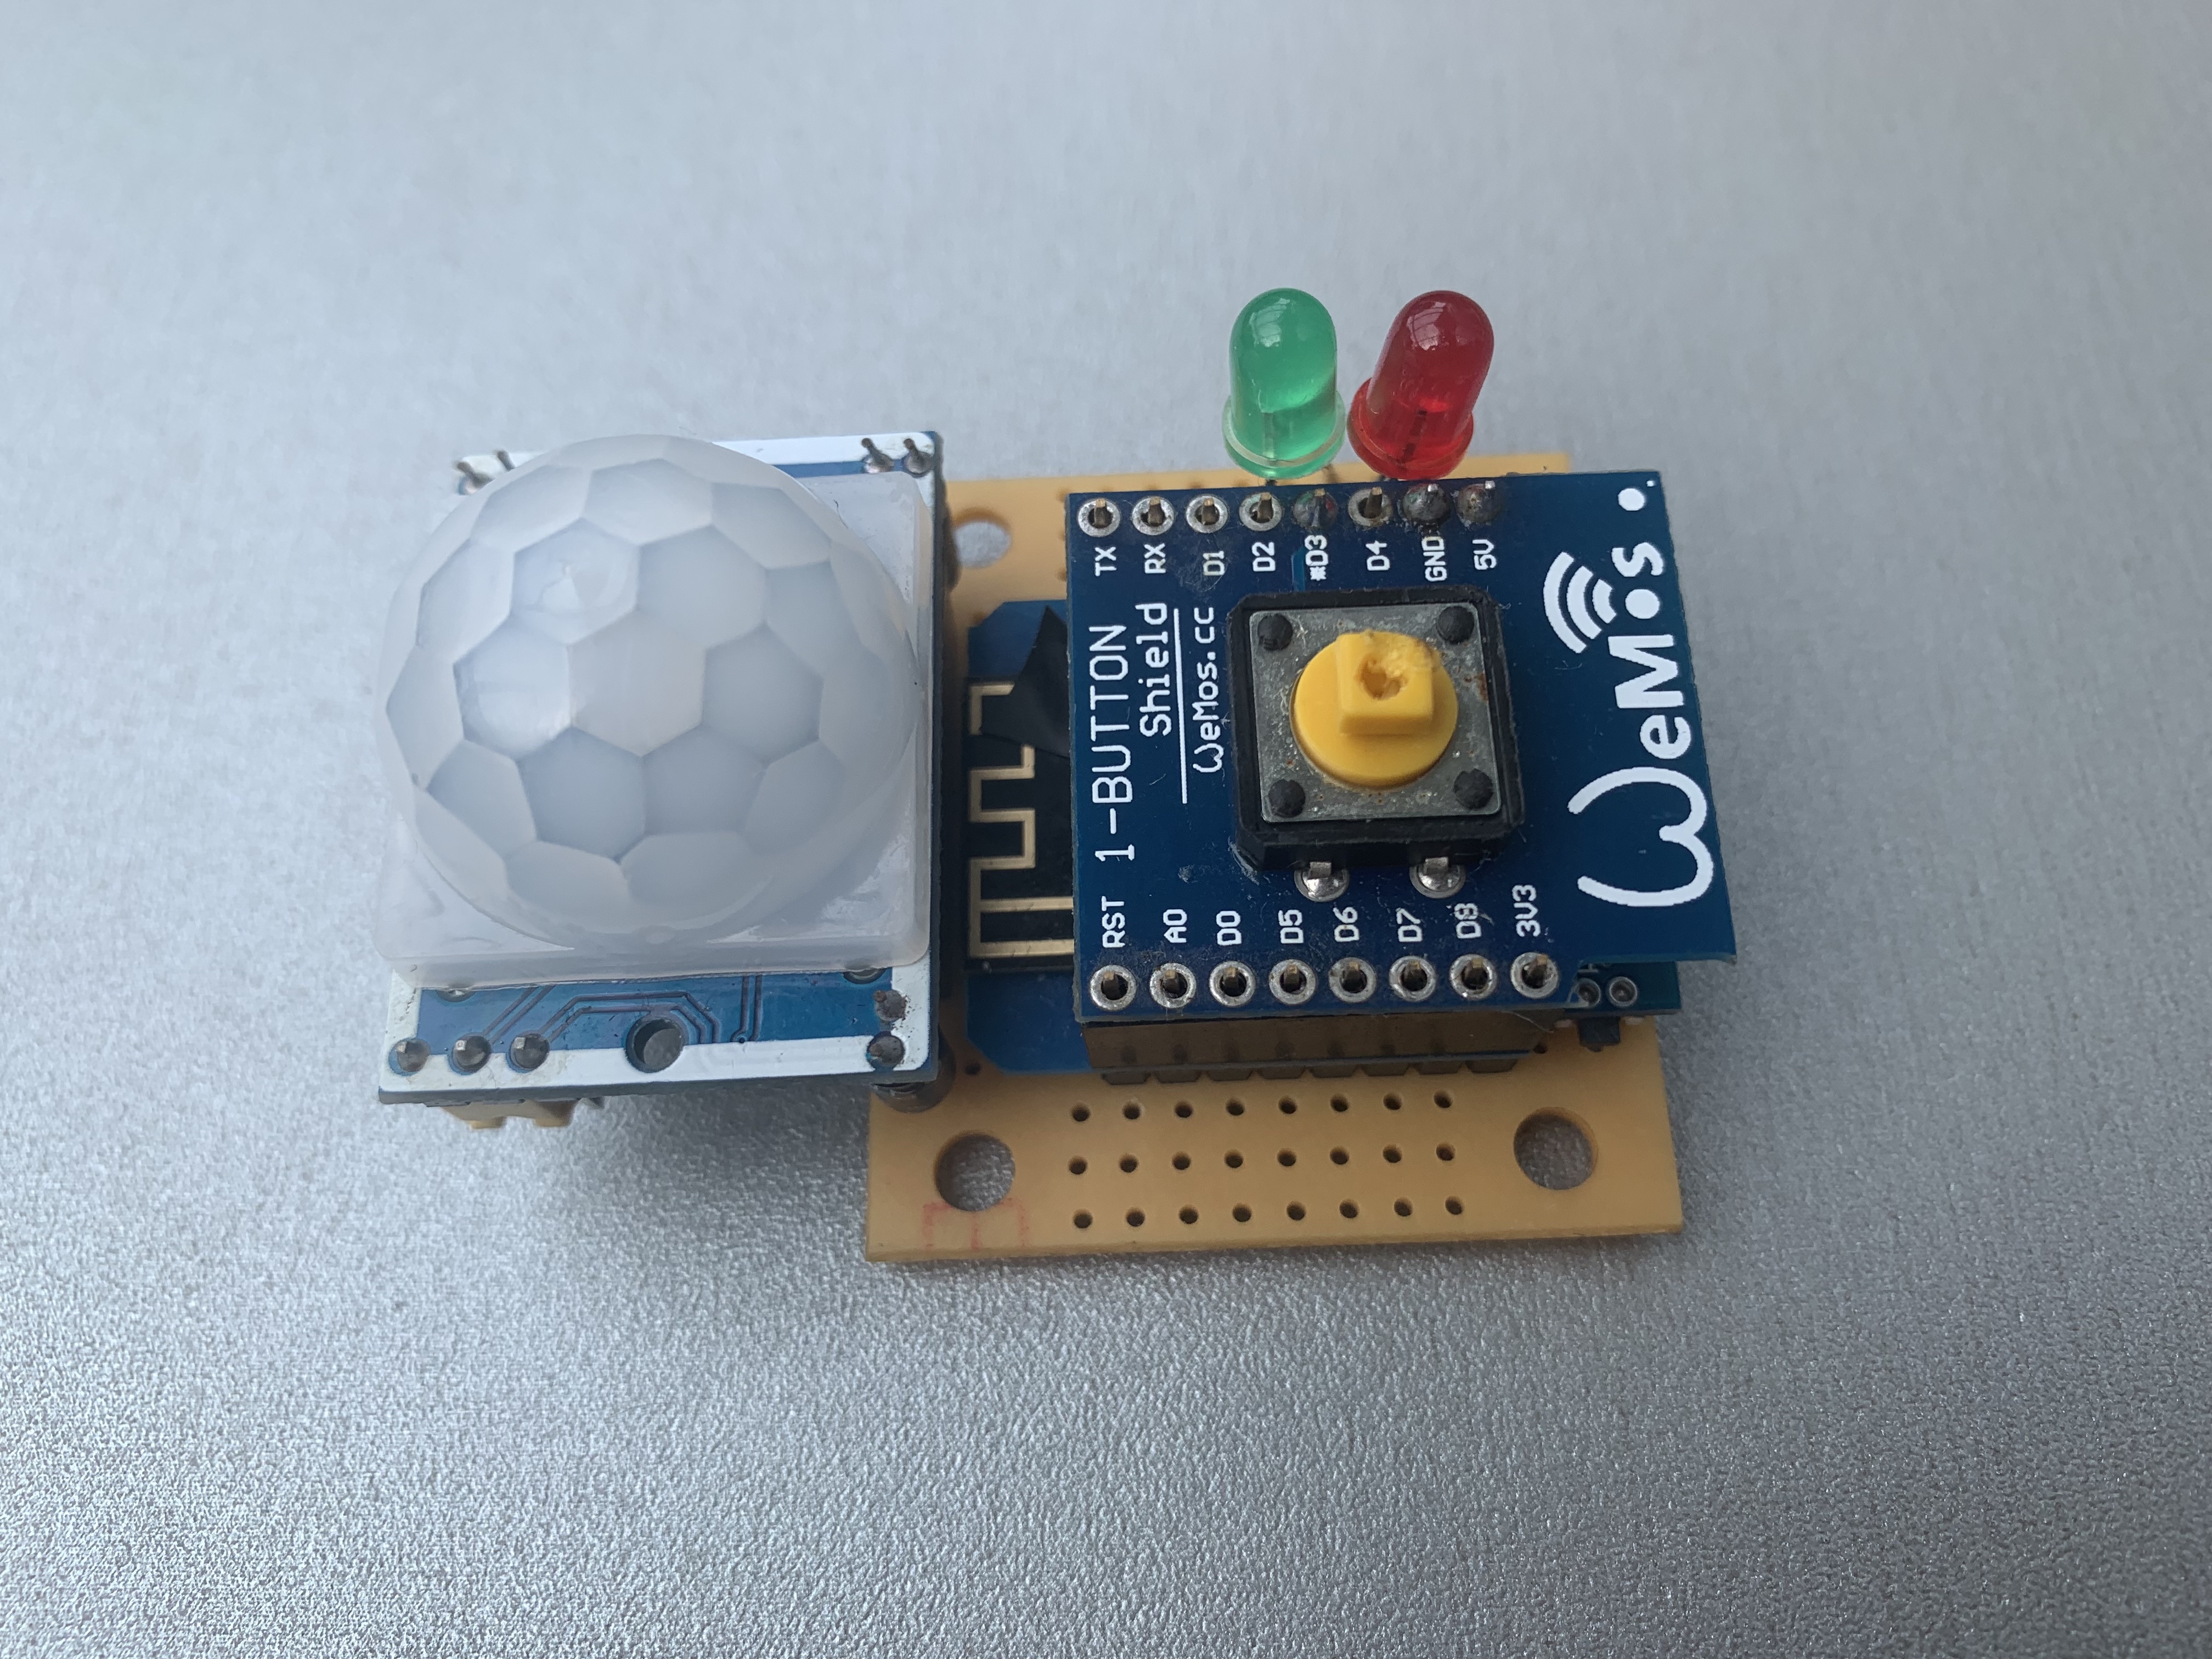 TX RX D1 D2 *D3 D4 GND 5V
1-BUTTON
Shield
WeMos.cc
WeMos
RST A0 D0 D5 D6 D7 D8 3V3